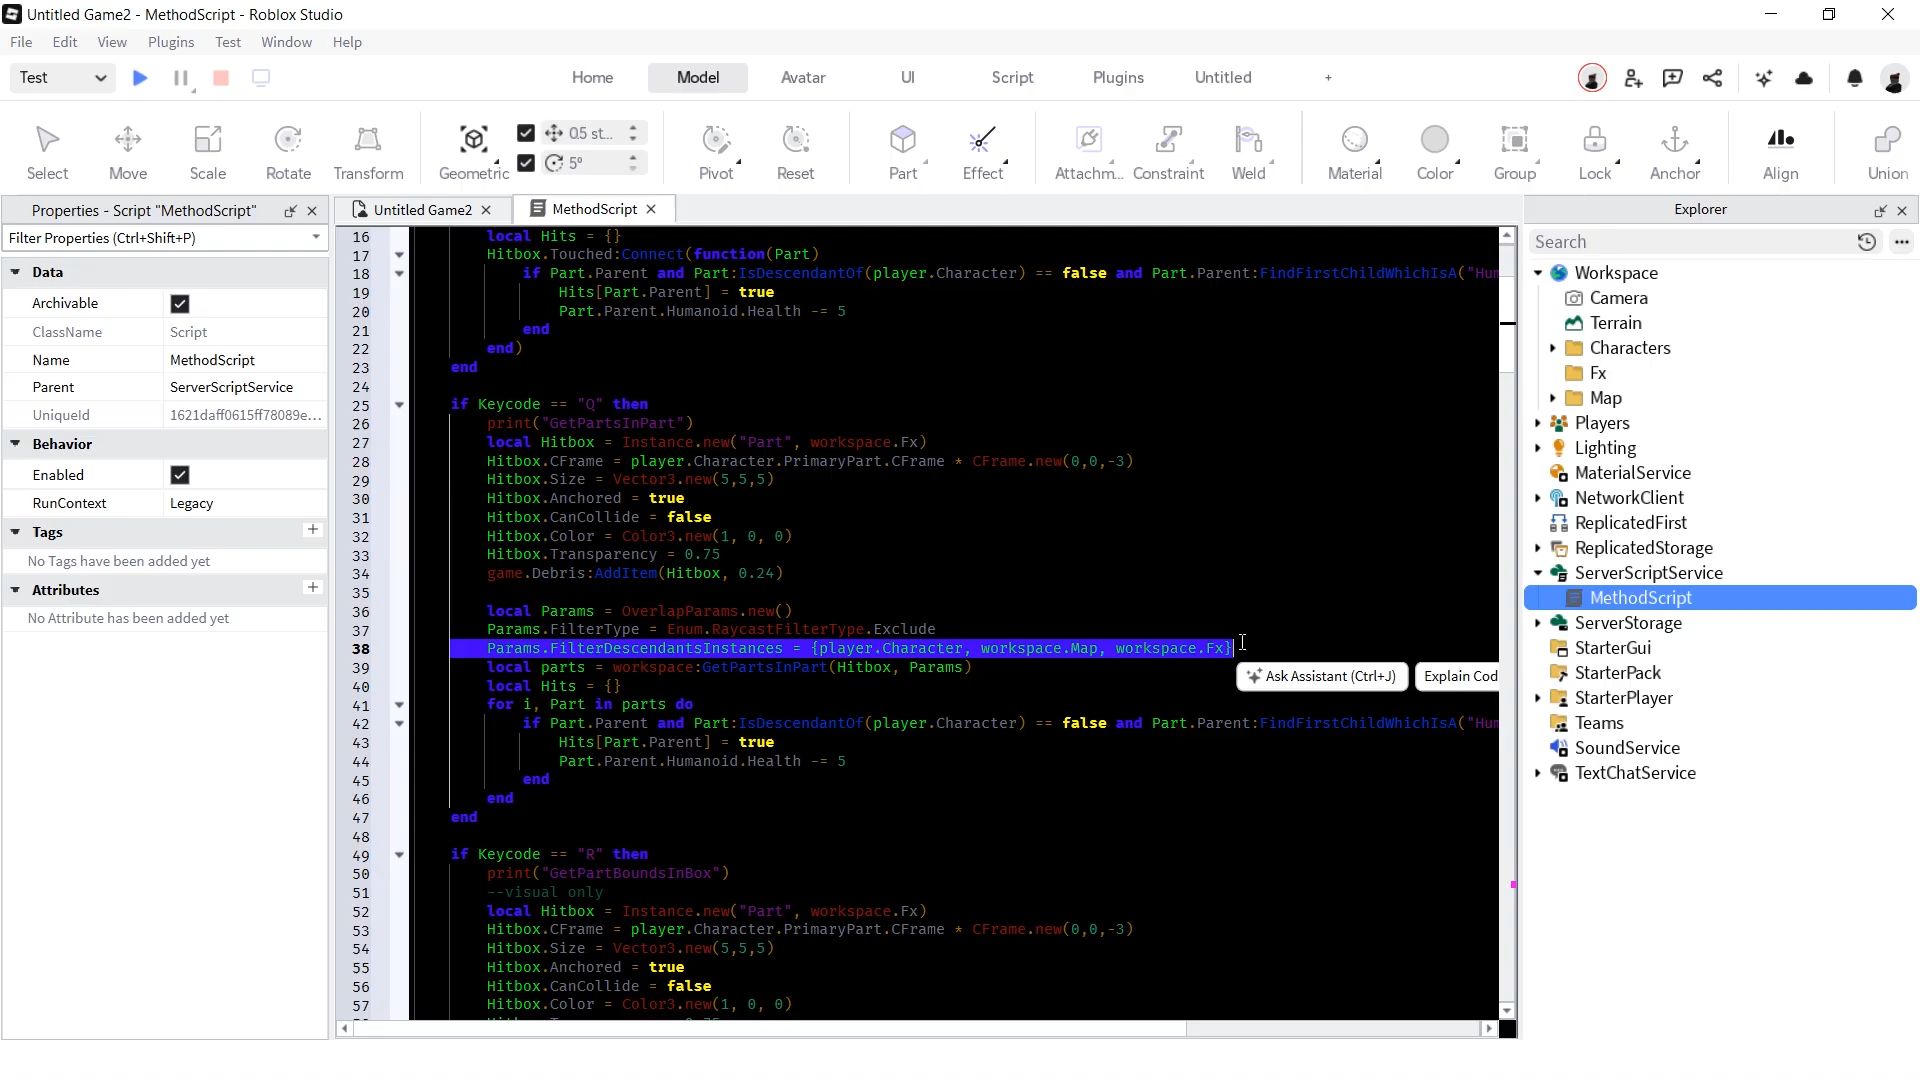 Untitled Game2 - MethodScript - Roblox Studio
File Edit View Plugins Test Window Help
Test Home Model Avatar UI Script Plugins Untitled +
Select Move Scale Rotate Transform Geometric 0.5 st... 5° Pivot Reset Part Effect Attachm... Constraint Weld Material Color Group Lock Anchor Align Union
Properties - Script "MethodScript"
Filter Properties (Ctrl+Shift+P)
Data
Archivable
ClassName Script
Name MethodScript
Parent ServerScriptService
UniqueId 1621daff0615ff78089e...
Behavior
Enabled
RunContext Legacy
Tags +
No Tags have been added yet
Attributes +
No Attribute has been added yet
Untitled Game2 MethodScript
16 local Hits = {}
17 Hitbox.Touched:Connect(function(Part)
18 if Part.Parent and Part:IsDescendantOf(player.Character) == false and Part.Parent:FindFirstChildWhichIsA("Hum
19 Hits[Part.Parent] = true
20 Part.Parent.Humanoid.Health -= 5
21 end
22 end)
23 end
24
25 if Keycode == "Q" then
26 print("GetPartsInPart")
27 local Hitbox = Instance.new("Part", workspace.Fx)
28 Hitbox.CFrame = player.Character.PrimaryPart.CFrame * CFrame.new(0,0,-3)
29 Hitbox.Size = Vector3.new(5,5,5)
30 Hitbox.Anchored = true
31 Hitbox.CanCollide = false
32 Hitbox.Color = Color3.new(1, 0, 0)
33 Hitbox.Transparency = 0.75
34 game.Debris:AddItem(Hitbox, 0.24)
35
36 local Params = OverlapParams.new()
37 Params.FilterType = Enum.RaycastFilterType.Exclude
38 Params.FilterDescendantsInstances = {player.Character, workspace.Map, workspace.Fx}
39 local parts = workspace:GetPartsInPart(Hitbox, Params)
40 local Hits = {}
41 for i, Part in parts do
42 if Part.Parent and Part:IsDescendantOf(player.Character) == false and Part.Parent:FindFirstChildWhichIsA("Hum
43 Hits[Part.Parent] = true
44 Part.Parent.Humanoid.Health -= 5
45 end
46 end
47 end
48
49 if Keycode == "R" then
50 print("GetPartBoundsInBox")
51 --visual only
52 local Hitbox = Instance.new("Part", workspace.Fx)
53 Hitbox.CFrame = player.Character.PrimaryPart.CFrame * CFrame.new(0,0,-3)
54 Hitbox.Size = Vector3.new(5,5,5)
55 Hitbox.Anchored = true
56 Hitbox.CanCollide = false
57 Hitbox.Color = Color3.new(1, 0, 0)
Ask Assistant (Ctrl+J) Explain Cod
Explorer
Search
Workspace
Camera
Terrain
Characters
Fx
Map
Players
Lighting
MaterialService
NetworkClient
ReplicatedFirst
ReplicatedStorage
ServerScriptService
MethodScript
ServerStorage
StarterGui
StarterPack
StarterPlayer
Teams
SoundService
TextChatService